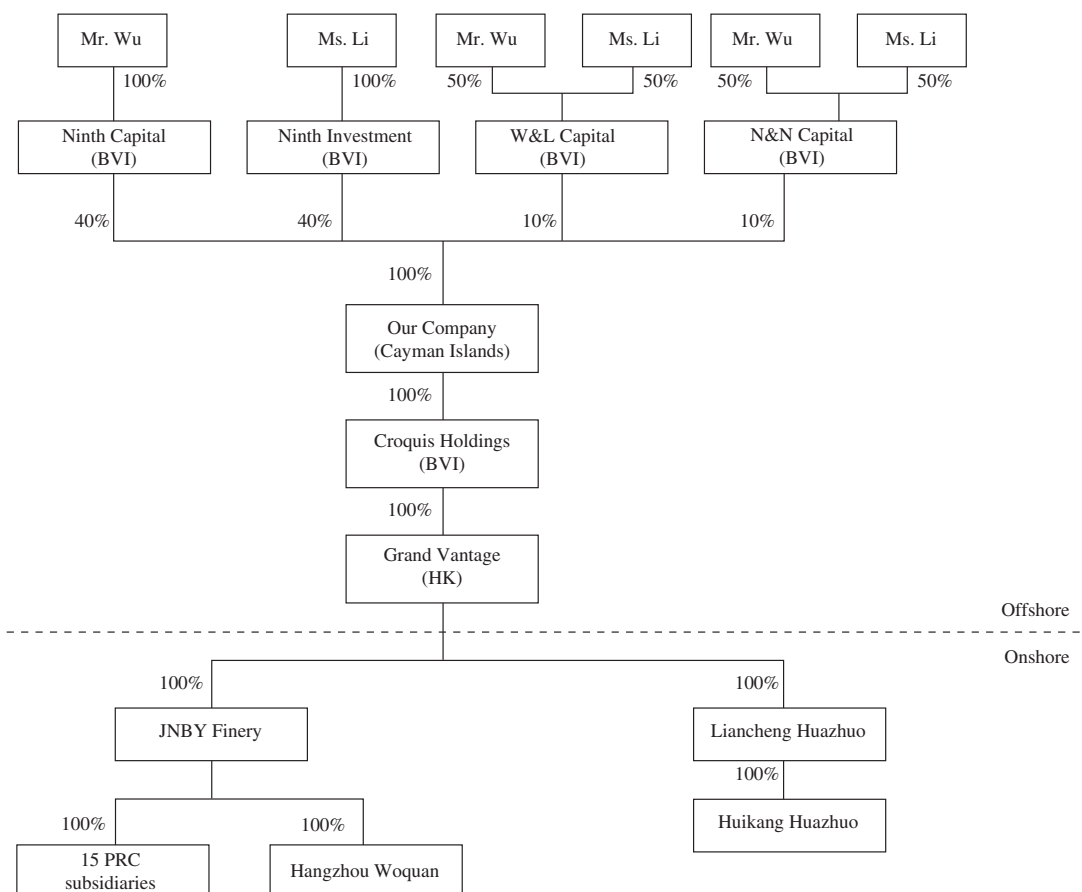 Mr. Wu
Ms. Li
Mr. Wu
Ms. Li
Mr. Wu
Ms. Li
100%
100%
50%
50%
50%
50%
Ninth Capital
(BVI)
Ninth Investment
(BVI)
W&L Capital
(BVI)
N&N Capital
(BVI)
40%
40%
10%
10%
100%
Our Company
(Cayman Islands)
100%
Croquis Holdings
(BVI)
100%
Grand Vantage
(HK)
Offshore
Onshore
100%
100%
JNBY Finery
Liancheng Huazhuo
100%
100%
100%
Huikang Huazhuo
15 PRC
subsidiaries
Hangzhou Woquan